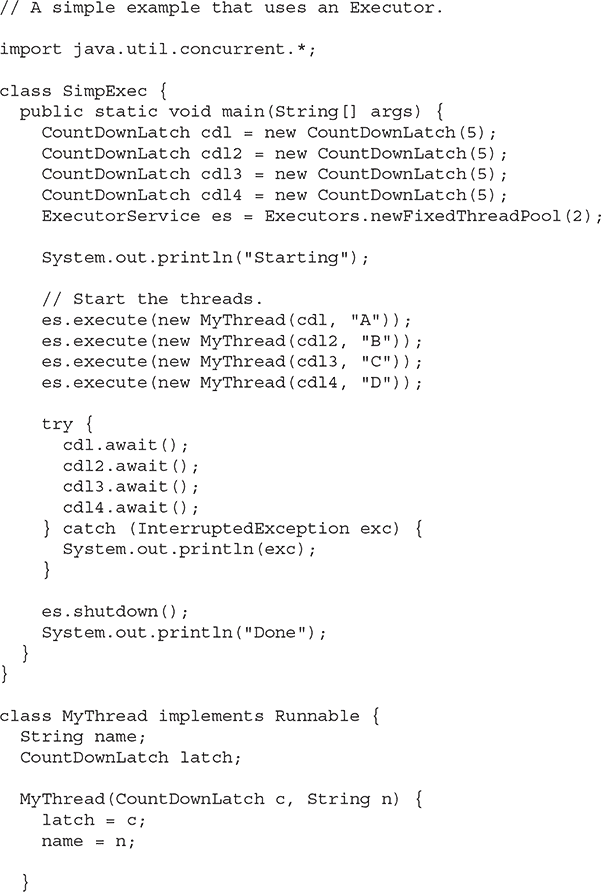 // A simple example that uses an Executor.

import java.util.concurrent.*;

class SimpExec {
  public static void main(String[] args) {
    CountDownLatch cdl = new CountDownLatch(5);
    CountDownLatch cdl2 = new CountDownLatch(5);
    CountDownLatch cdl3 = new CountDownLatch(5);
    CountDownLatch cdl4 = new CountDownLatch(5);
    ExecutorService es = Executors.newFixedThreadPool(2);

    System.out.println("Starting");

    // Start the threads.
    es.execute(new MyThread(cdl, "A"));
    es.execute(new MyThread(cdl2, "B"));
    es.execute(new MyThread(cdl3, "C"));
    es.execute(new MyThread(cdl4, "D"));

    try {
      cdl.await();
      cdl2.await();
      cdl3.await();
      cdl4.await();
    } catch (InterruptedException exc) {
      System.out.println(exc);
    }

    es.shutdown();
    System.out.println("Done");
  }
}

class MyThread implements Runnable {
  String name;
  CountDownLatch latch;

  MyThread(CountDownLatch c, String n) {
    latch = c;
    name = n;

  }